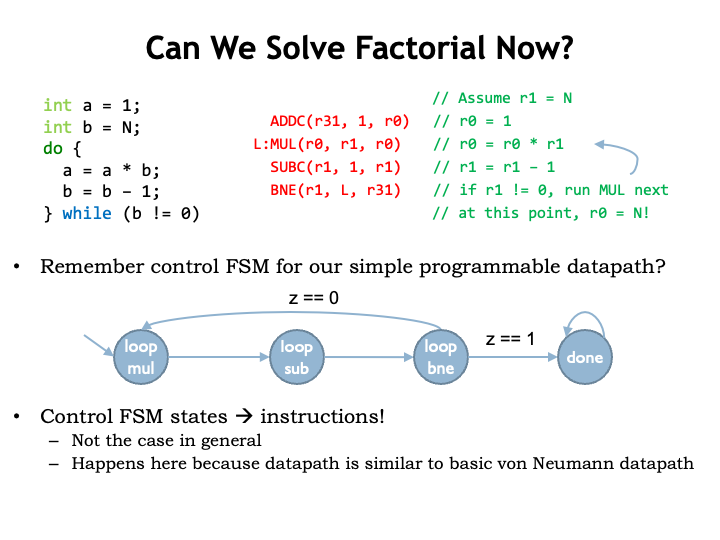 Can We Solve Factorial Now?
int a = 1;
int b = N;
do {
a = a * b;
b = b – 1;
} while (b != 0)
ADDC(r31, 1, r0)
L:MUL(r0, r1, r0)
SUBC(r1, 1, r1)
BNE(r1, L, r31)
// Assume r1 = N
// r0 = 1
// r0 = r0 * r1
// r1 = r1 – 1
// if r1 != 0, run MUL next
// at this point, r0 = N!
• Remember control FSM for our simple programmable datapath?
z == 0
loop
mul
loop
sub
loop
bne
z == 1
done
• Control FSM states → instructions!
– Not the case in general
– Happens here because datapath is similar to basic von Neumann datapath